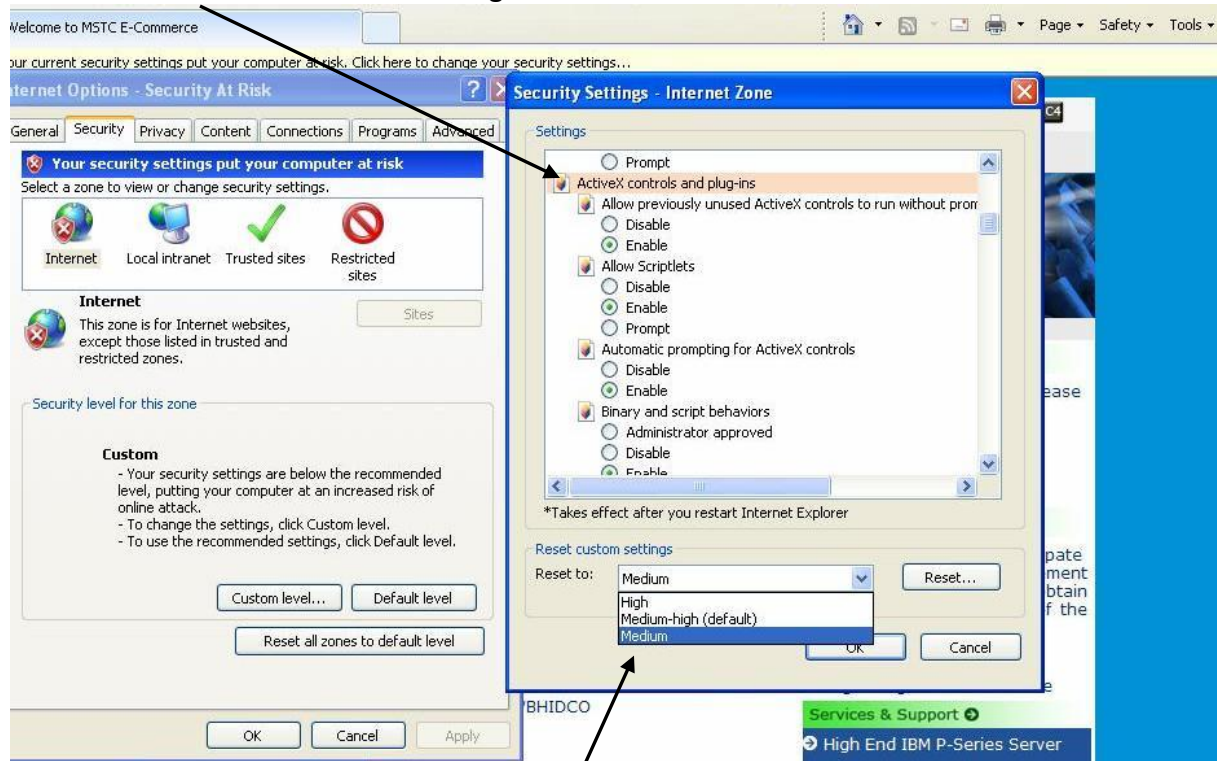 Welcome to MSTC E-Commerce
Page Safety Tools
our current security settings put your computer at risk. Click here to change your security settings...
Internet Options - Security At Risk
General Security Privacy Content Connections Programs Advanced
Your security settings put your computer at risk
Select a zone to view or change security settings.
Internet Local intranet Trusted sites Restricted
sites
Internet
Sites
This zone is for Internet websites,
except those listed in trusted and
restricted zones.
Security level for this zone
Custom
- Your security settings are below the recommended
level, putting your computer at an increased risk of
online attack.
- To change the settings, click Custom level.
- To use the recommended settings, click Default level.
Custom level... Default level
Reset all zones to default level
OK Cancel Apply
Security Settings - Internet Zone
Settings
Prompt
ActiveX controls and plug-ins
Allow previously unused ActiveX controls to run without prom
Disable
Enable
Allow Scriptlets
Disable
Enable
Prompt
Automatic prompting for ActiveX controls
Disable
Enable
Binary and script behaviors
Administrator approved
Disable
Enable
*Takes effect after you restart Internet Explorer
Reset custom settings
Reset to: Medium Reset...
High
Medium-high (default)
Medium
OK Cancel
C4
ease
pate
ment
btain
f the
e
BHIDCO
Services & Support
High End IBM P-Series Server